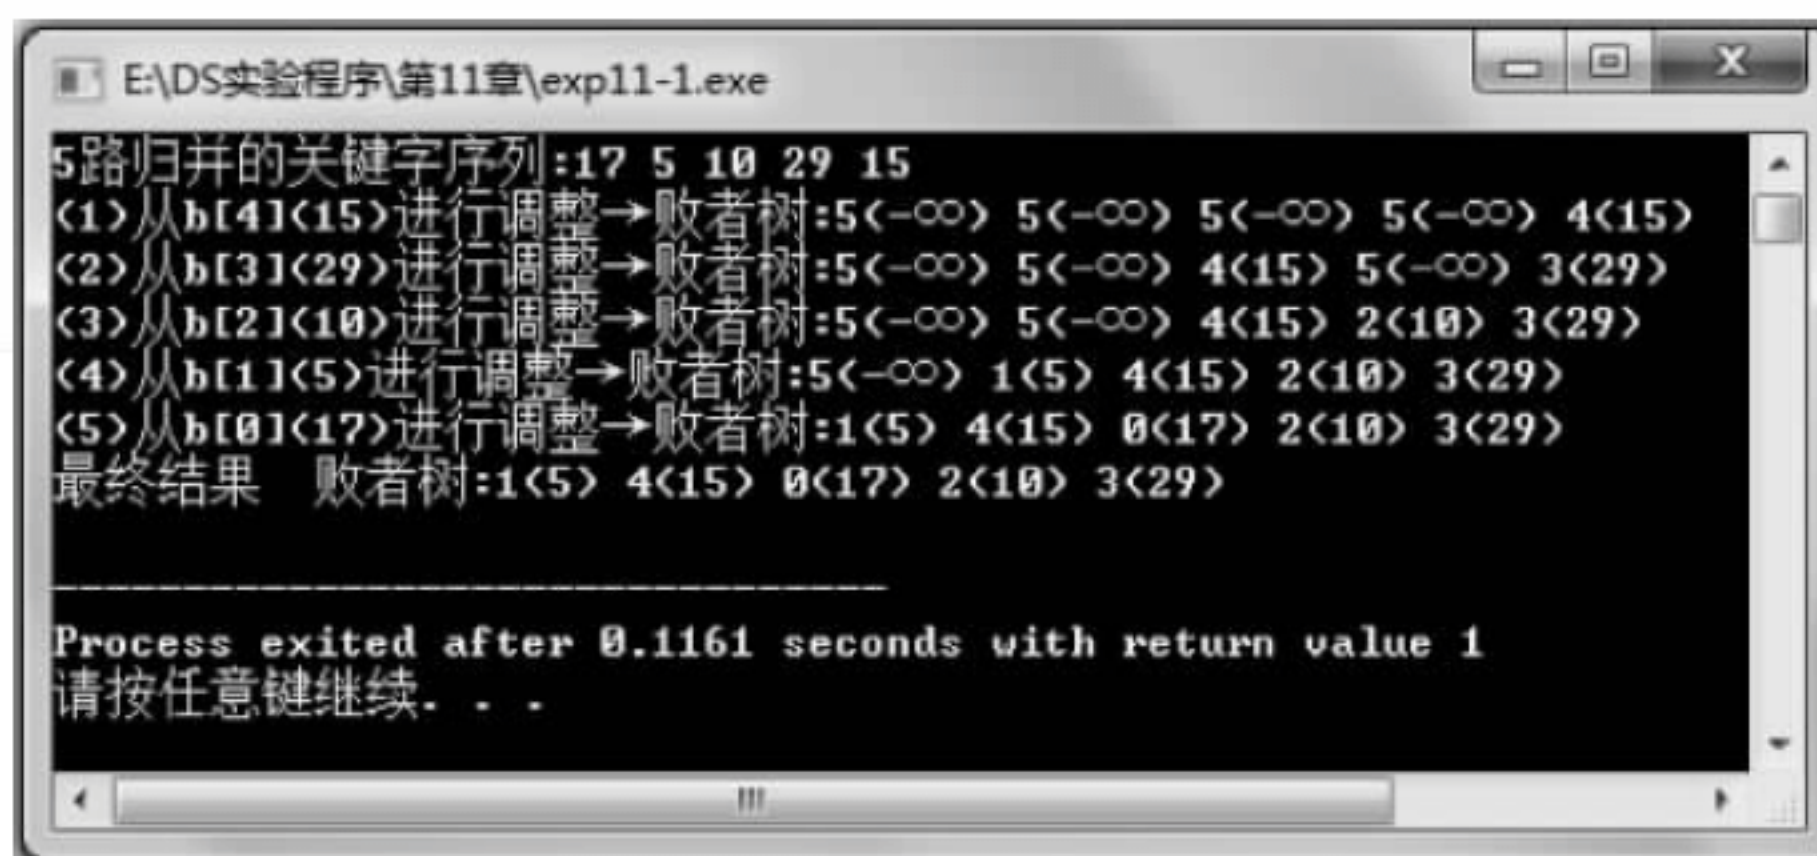 E:\DS实验程序\第11章\exp11-1.exe
5路归并的关键字序列:17 5 10 29 15
(1)从b[4](15)进行调整→败者树:5(-∞) 5(-∞) 5(-∞) 5(-∞) 4(15)
(2)从b[3](29)进行调整→败者树:5(-∞) 5(-∞) 4(15) 5(-∞) 3(29)
(3)从b[2](10)进行调整→败者树:5(-∞) 5(-∞) 4(15) 2(10) 3(29)
(4)从b[1](5)进行调整→败者树:5(-∞) 1(5) 4(15) 2(10) 3(29)
(5)从b[0](17)进行调整→败者树:1(5) 4(15) 0(17) 2(10) 3(29)
最终结果  败者树:1(5) 4(15) 0(17) 2(10) 3(29)
--------------------------------
Process exited after 0.1161 seconds with return value 1
请按任意键继续. . .